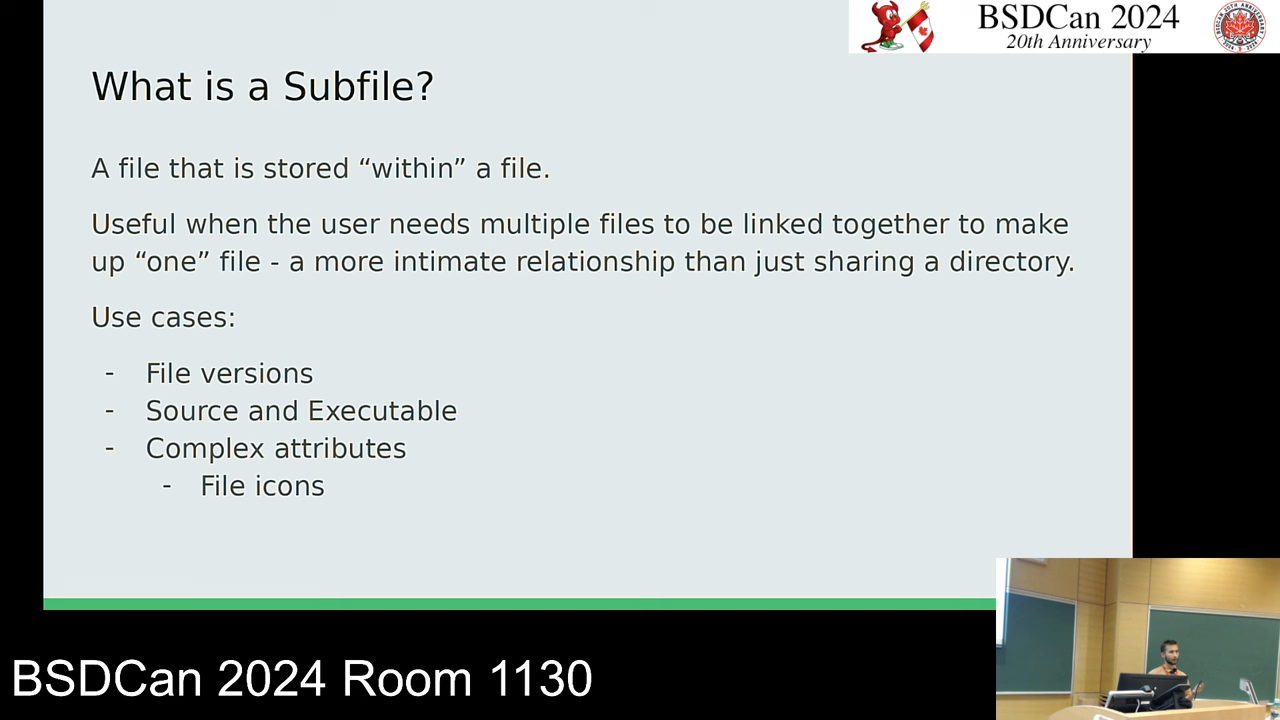 BSDCan 2024
20th Anniversary
What is a Subfile?
A file that is stored “within” a file.
Useful when the user needs multiple files to be linked together to make
up “one” file - a more intimate relationship than just sharing a directory.
Use cases:
- File versions
- Source and Executable
- Complex attributes
- File icons
BSDCan 2024 Room 1130